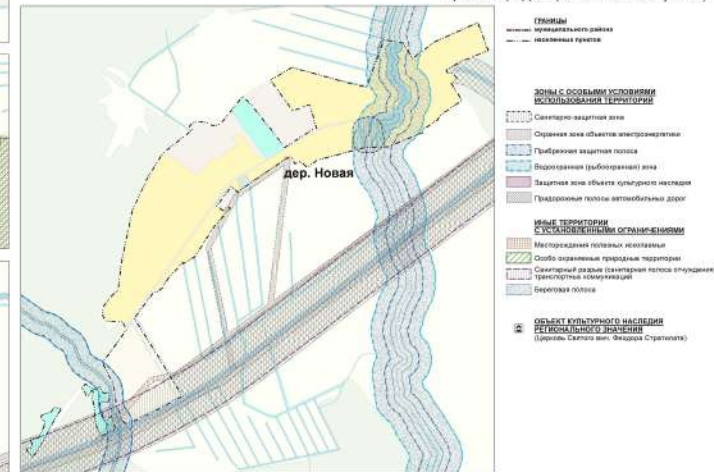 дер. Новая
ГРАНИЦЫ
муниципального района
населенных пунктов
ЗОНЫ С ОСОБЫМИ УСЛОВИЯМИ
ИСПОЛЬЗОВАНИЯ ТЕРРИТОРИЙ
Санитарно-защитная зона
Охранная зона объектов электроэнергетики
Прибрежная защитная полоса
Водоохранная (рыбоохранная) зона
Защитная зона объекта культурного наследия
Придорожные полосы автомобильных дорог
ИНЫЕ ТЕРРИТОРИИ
С УСТАНОВЛЕННЫМИ ОГРАНИЧЕНИЯМИ
Месторождения полезных ископаемых
Особо охраняемые природные территории
Санитарный разрыв (санитарная полоса отчуждения)
транспортных коммуникаций
Береговая полоса
ОБЪЕКТ КУЛЬТУРНОГО НАСЛЕДИЯ
РЕГИОНАЛЬНОГО ЗНАЧЕНИЯ
(Церковь Святого вмч. Феодора Стратилата)